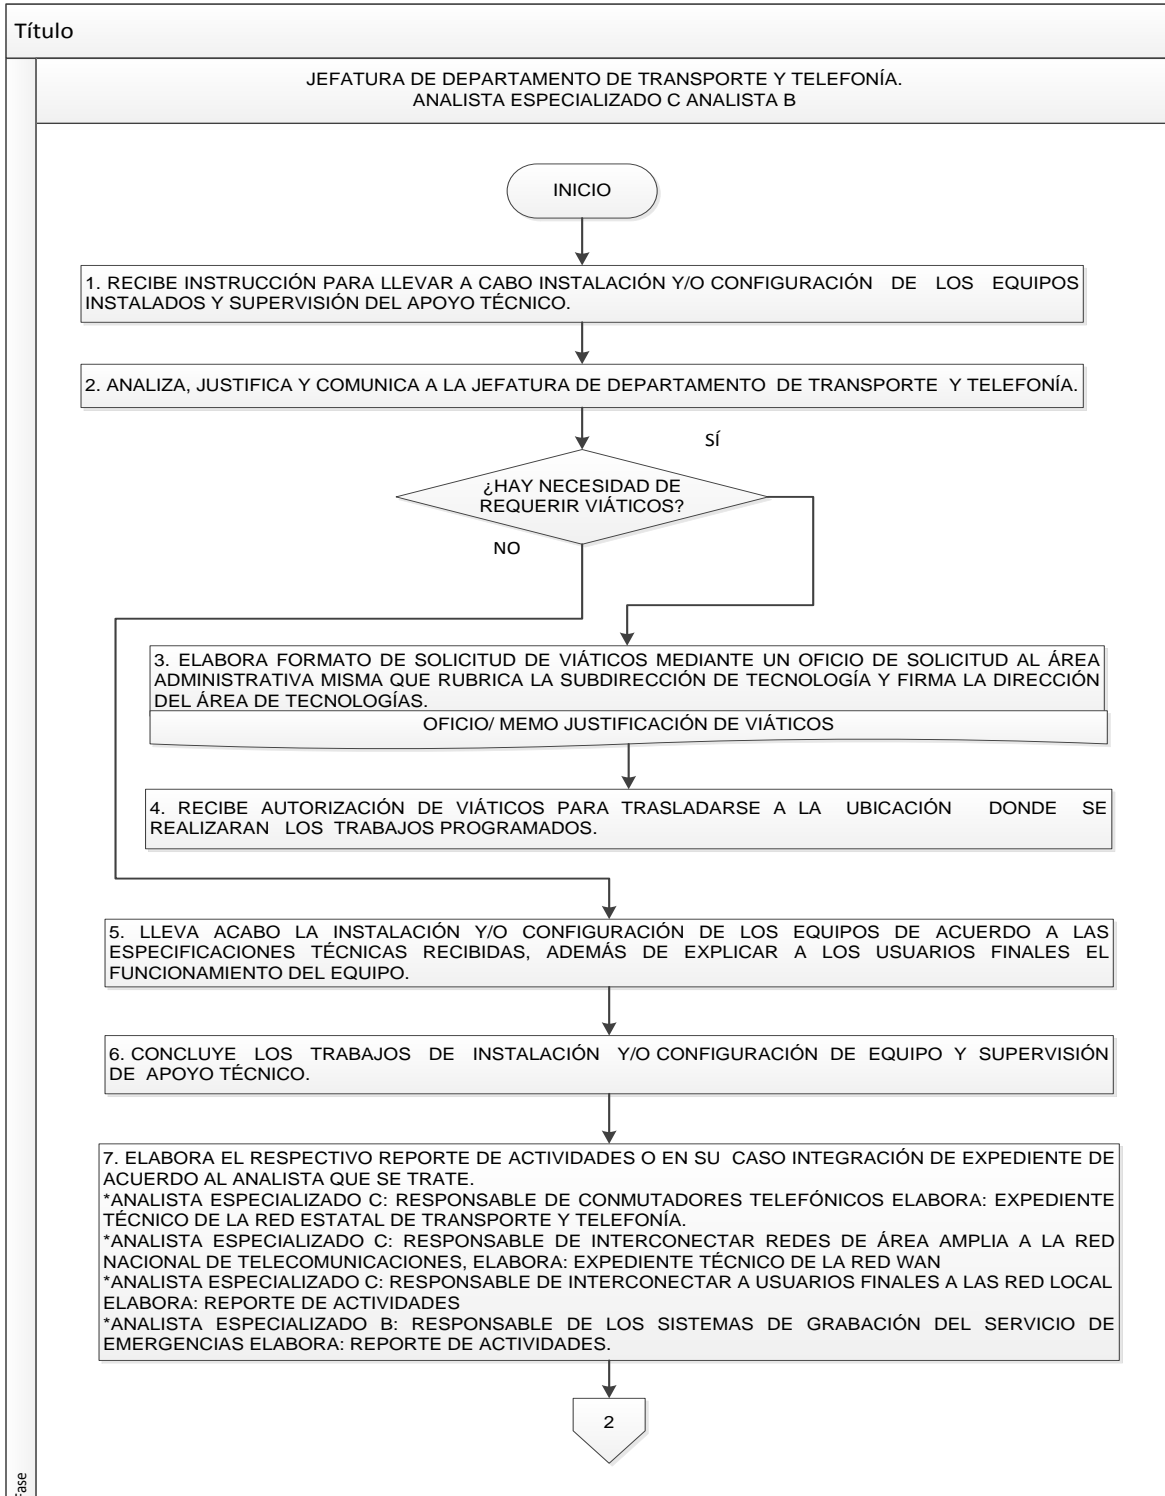 Título
JEFATURA DE DEPARTAMENTO DE TRANSPORTE Y TELEFONÍA.
ANALISTA ESPECIALIZADO C ANALISTA B
INICIO
1. RECIBE INSTRUCCIÓN PARA LLEVAR A CABO INSTALACIÓN Y/O CONFIGURACIÓN DE LOS EQUIPOS
INSTALADOS Y SUPERVISIÓN DEL APOYO TÉCNICO.
2. ANALIZA, JUSTIFICA Y COMUNICA A LA JEFATURA DE DEPARTAMENTO DE TRANSPORTE Y TELEFONÍA.
SÍ
¿HAY NECESIDAD DE
REQUERIR VIÁTICOS?
NO
3. ELABORA FORMATO DE SOLICITUD DE VIÁTICOS MEDIANTE UN OFICIO DE SOLICITUD AL ÁREA
ADMINISTRATIVA MISMA QUE RUBRICA LA SUBDIRECCIÓN DE TECNOLOGÍA Y FIRMA LA DIRECCIÓN
DEL ÁREA DE TECNOLOGÍAS.
OFICIO/ MEMO JUSTIFICACIÓN DE VIÁTICOS
4. RECIBE AUTORIZACIÓN DE VIÁTICOS PARA TRASLADARSE A LA UBICACIÓN DONDE SE
REALIZARAN LOS TRABAJOS PROGRAMADOS.
5. LLEVA ACABO LA INSTALACIÓN Y/O CONFIGURACIÓN DE LOS EQUIPOS DE ACUERDO A LAS
ESPECIFICACIONES TÉCNICAS RECIBIDAS, ADEMÁS DE EXPLICAR A LOS USUARIOS FINALES EL
FUNCIONAMIENTO DEL EQUIPO.
6. CONCLUYE LOS TRABAJOS DE INSTALACIÓN Y/O CONFIGURACIÓN DE EQUIPO Y SUPERVISIÓN
DE APOYO TÉCNICO.
7. ELABORA EL RESPECTIVO REPORTE DE ACTIVIDADES O EN SU CASO INTEGRACIÓN DE EXPEDIENTE DE
ACUERDO AL ANALISTA QUE SE TRATE.
*ANALISTA ESPECIALIZADO C: RESPONSABLE DE CONMUTADORES TELEFÓNICOS ELABORA: EXPEDIENTE
TÉCNICO DE LA RED ESTATAL DE TRANSPORTE Y TELEFONÍA.
*ANALISTA ESPECIALIZADO C: RESPONSABLE DE INTERCONECTAR REDES DE ÁREA AMPLIA A LA RED
NACIONAL DE TELECOMUNICACIONES, ELABORA: EXPEDIENTE TÉCNICO DE LA RED WAN
*ANALISTA ESPECIALIZADO C: RESPONSABLE DE INTERCONECTAR A USUARIOS FINALES A LAS RED LOCAL
ELABORA: REPORTE DE ACTIVIDADES
*ANALISTA ESPECIALIZADO B: RESPONSABLE DE LOS SISTEMAS DE GRABACIÓN DEL SERVICIO DE
EMERGENCIAS ELABORA: REPORTE DE ACTIVIDADES.
2
Fase